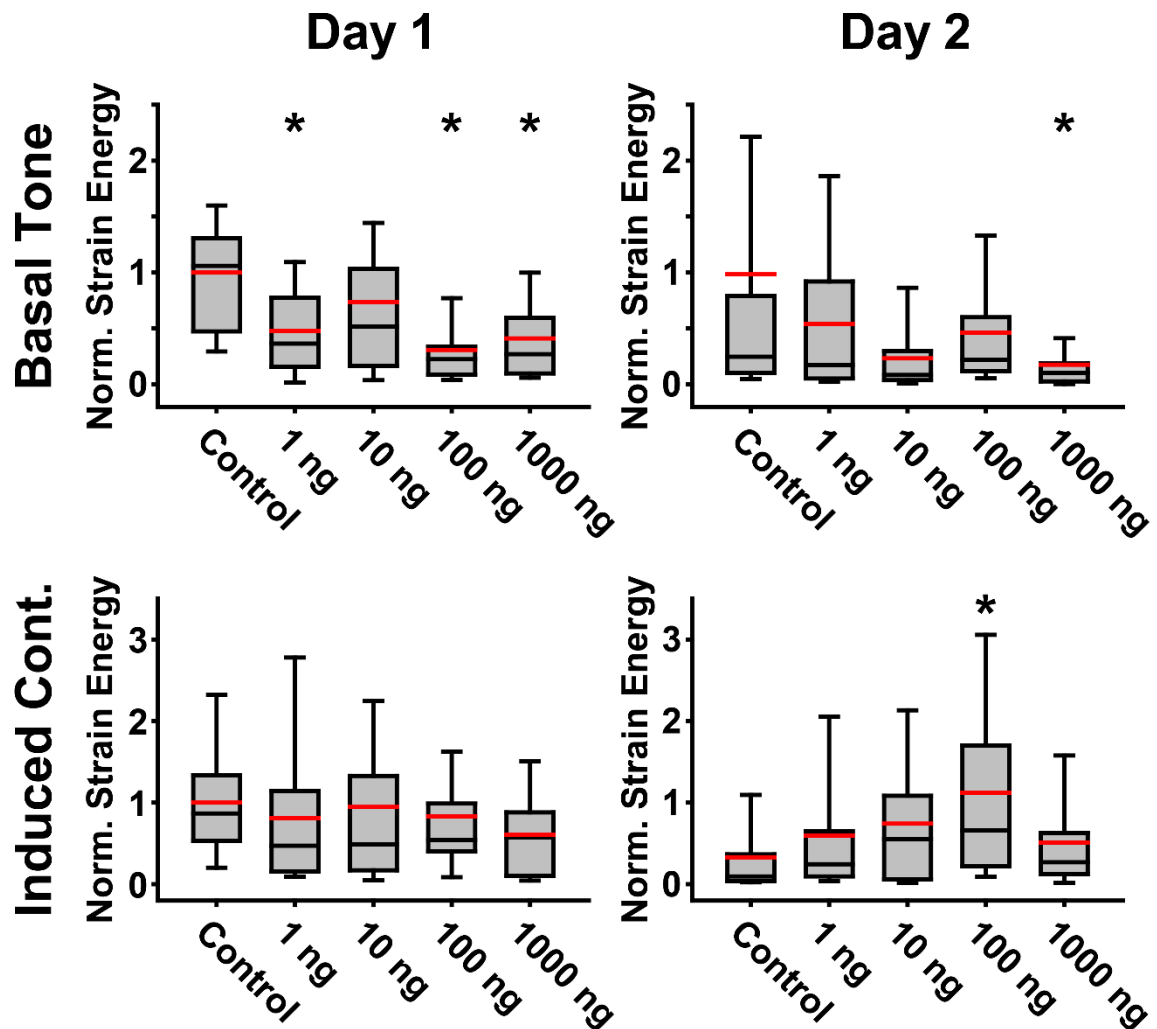 Day 1
Day 2
Basal Tone
Norm. Strain Energy
2
1
0
*
*
*
Control
1 ng
10 ng
100 ng
1000 ng
Norm. Strain Energy
2
1
0
*
Control
1 ng
10 ng
100 ng
1000 ng
Induced Cont.
Norm. Strain Energy
3
2
1
0
Control
1 ng
10 ng
100 ng
1000 ng
Norm. Strain Energy
3
2
1
0
*
Control
1 ng
10 ng
100 ng
1000 ng